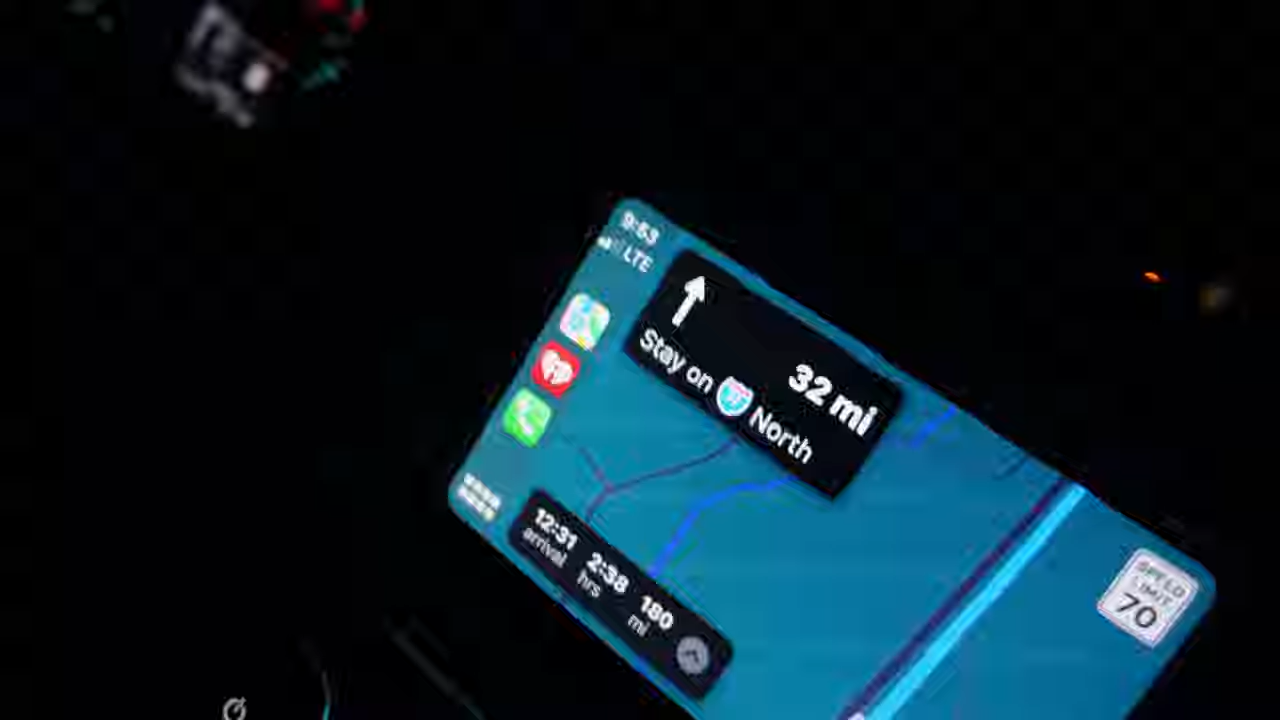 9:53
LTE
32 mi
Stay on
North
12:31 2:38 180
arrival hrs mi
SPEED
LIMIT
70